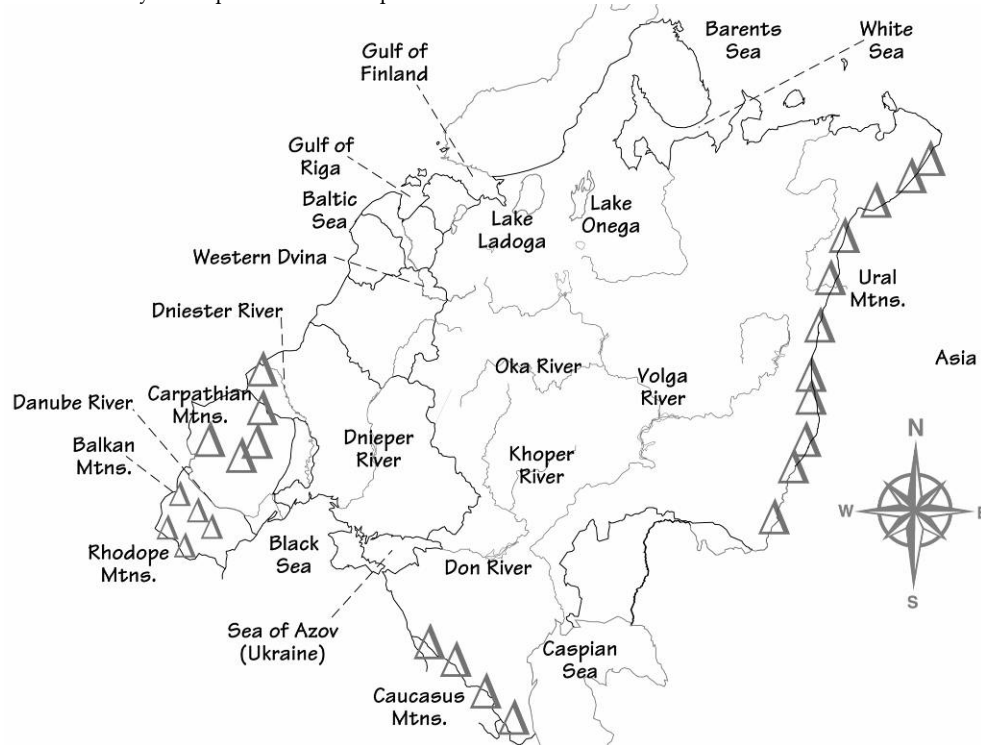 Barents
Sea
White
Sea
Gulf of
Finland
Gulf of
Riga
Baltic
Sea
Lake
Ladoga
Lake
Onega
Western Dvina
Ural
Mtns.
Dniester River
Asia
Oka River
Volga
River
Carpathian
Mtns.
Danube River
Dnieper
River
Khoper
River
Balkan
Mtns.
N
W
E
S
Rhodope
Mtns.
Black
Sea
Don River
Sea of Azov
(Ukraine)
Caspian
Sea
Caucasus
Mtns.